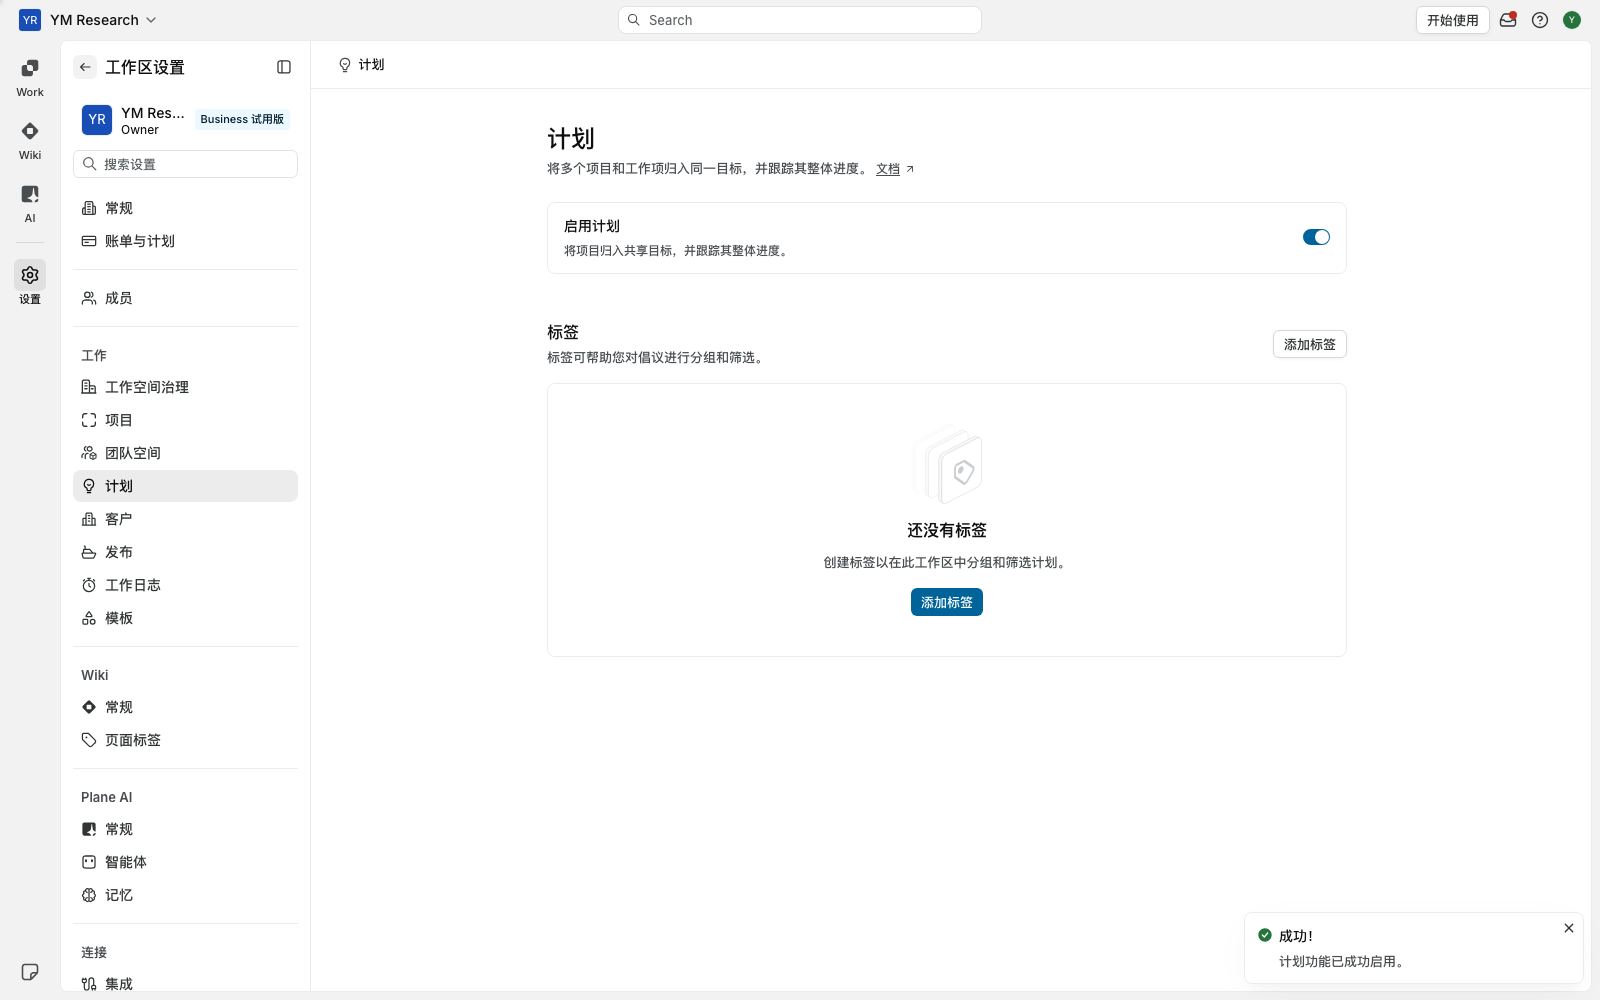 YR YM Research
Search
开始使用
Y
Work
Wiki
AI
设置
工作区设置
YR
YM Res...
Owner
Business 试用版
搜索设置
常规
账单与计划
成员
工作
工作空间治理
项目
团队空间
计划
客户
发布
工作日志
模板
Wiki
常规
页面标签
Plane AI
常规
智能体
记忆
连接
集成
计划
计划
将多个项目和工作项归入同一目标，并跟踪其整体进度。 文档
启用计划
将项目归入共享目标，并跟踪其整体进度。
标签
标签可帮助您对倡议进行分组和筛选。
添加标签
还没有标签
创建标签以在此工作区中分组和筛选计划。
添加标签
成功！
计划功能已成功启用。